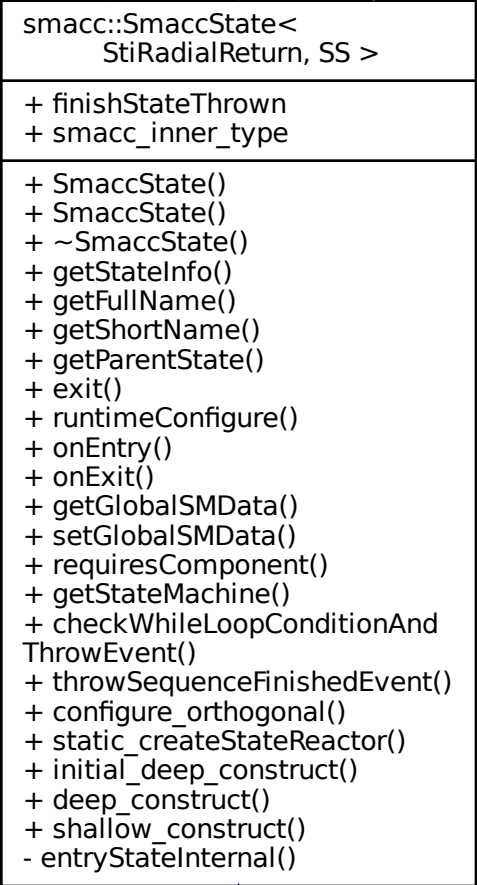 smacc::SmaccState<
StiRadialReturn, SS >
+ finishStateThrown
+ smacc_inner_type
+ SmaccState()
+ SmaccState()
+ ~SmaccState()
+ getStateInfo()
+ getFullName()
+ getShortName()
+ getParentState()
+ exit()
+ runtimeConfigure()
+ onEntry()
+ onExit()
+ getGlobalSMData()
+ setGlobalSMData()
+ requiresComponent()
+ getStateMachine()
+ checkWhileLoopConditionAnd
ThrowEvent()
+ throwSequenceFinishedEvent()
+ configure_orthogonal()
+ static_createStateReactor()
+ initial_deep_construct()
+ deep_construct()
+ shallow_construct()
- entryStateInternal()